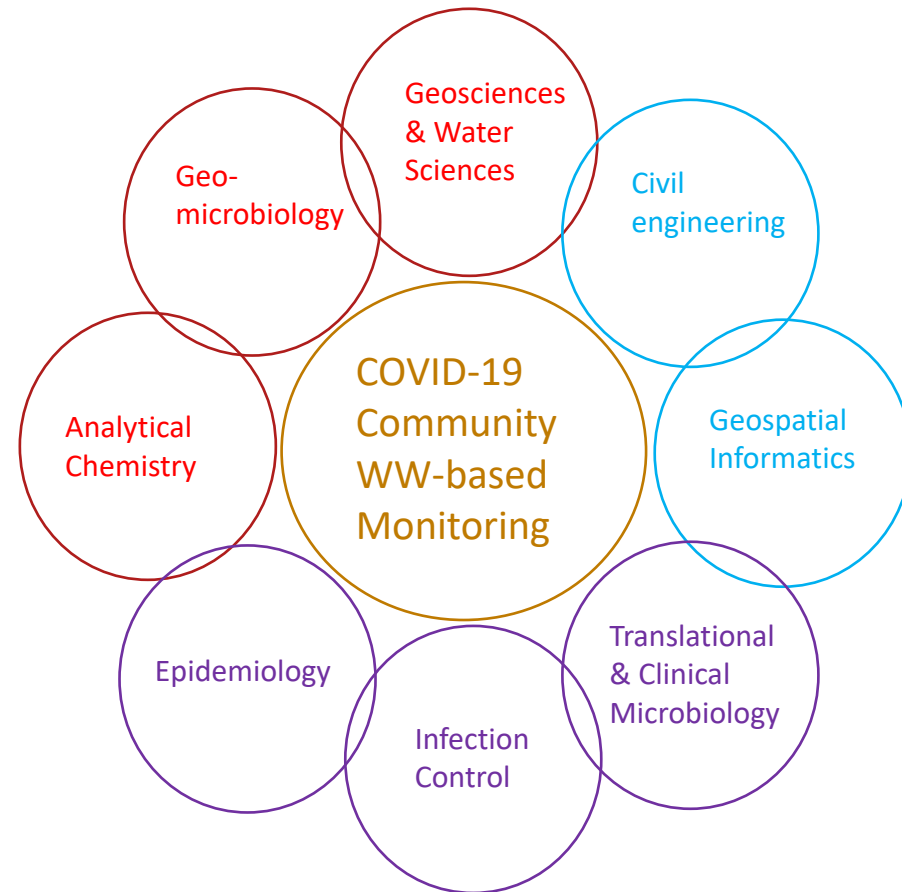 Geosciences
& Water
Sciences
Geo-
microbiology
Civil
engineering
COVID-19
Community
WW-based
Monitoring
Analytical
Chemistry
Geospatial
Informatics
Epidemiology
Translational
& Clinical
Microbiology
Infection
Control